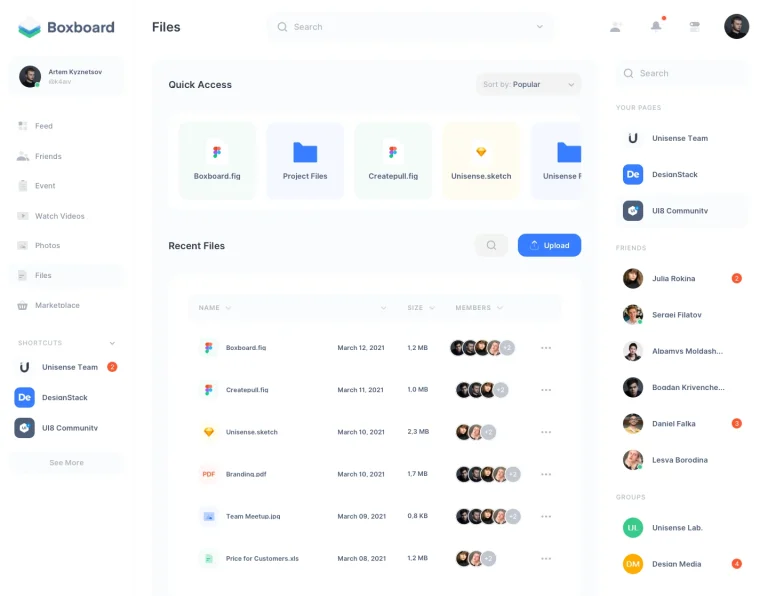 Boxboard
Files
Search
Artem Kyznetsov
Feed
Friends
Event
Watch Videos
Photos
Files
Marketplace
SHORTCUTS
Unisense Team 2
De DesignStack
UI8 Community
See More
Quick Access
Sort by: Popular
Boxboard.fig
Project Files
Createpull.fig
Unisense.sketch
Unisense F
Recent Files
Upload
NAME SIZE MEMBERS
Boxboard.fig March 12, 2021 1,2 MB +2
Createpull.fig March 11, 2021 1.0 MB +2
Unisense.sketch March 10, 2021 2,3 MB +2
PDF Branding.pdf March 10, 2021 1.7 MB +2
Team Meetup.jpg March 09, 2021 0,8 KB +2
Price for Customers.xls March 08, 2021 1,2 MB +2
Search
YOUR PAGES
Unisense Team
De DesignStack
UI8 Community
FRIENDS
Julia Rokina 2
Sergei Filatov
Alpamys Moldash...
Bogdan Krivenche...
Daniel Falka 3
Lesya Borodina
GROUPS
UL Unisense Lab.
DM Design Media 4